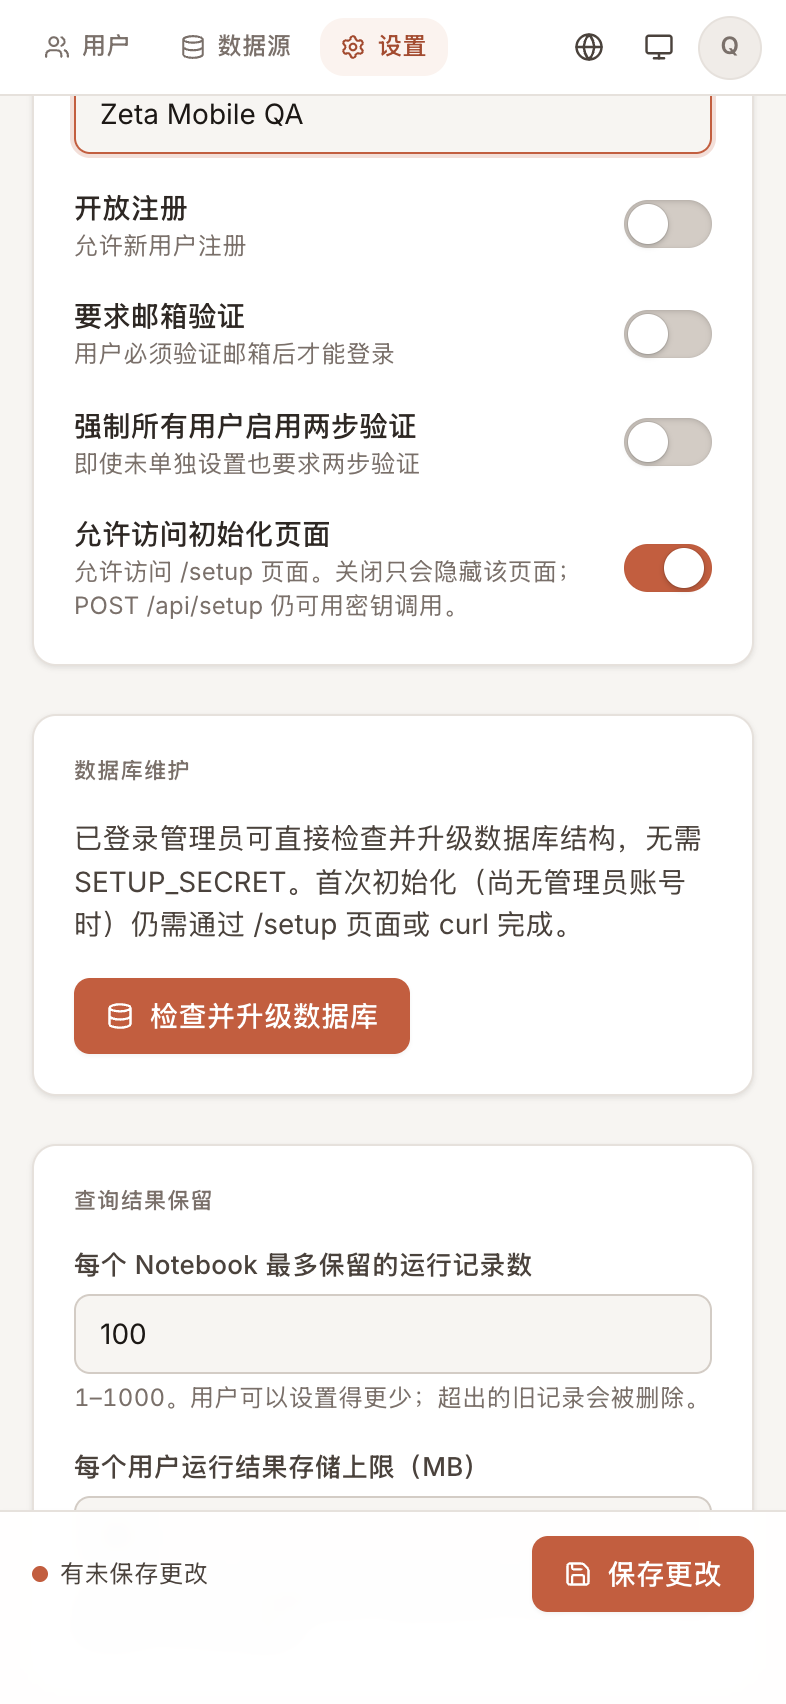 用户 数据源 设置 Q
Zeta Mobile QA
开放注册
允许新用户注册
要求邮箱验证
用户必须验证邮箱后才能登录
强制所有用户启用两步验证
即使未单独设置也要求两步验证
允许访问初始化页面
允许访问 /setup 页面。关闭只会隐藏该页面；
POST /api/setup 仍可用密钥调用。
数据库维护
已登录管理员可直接检查并升级数据库结构，无需
SETUP_SECRET。首次初始化（尚无管理员账号
时）仍需通过 /setup 页面或 curl 完成。
检查并升级数据库
查询结果保留
每个 Notebook 最多保留的运行记录数
100
1–1000。用户可以设置得更少；超出的旧记录会被删除。
每个用户运行结果存储上限（MB）
有未保存更改
保存更改